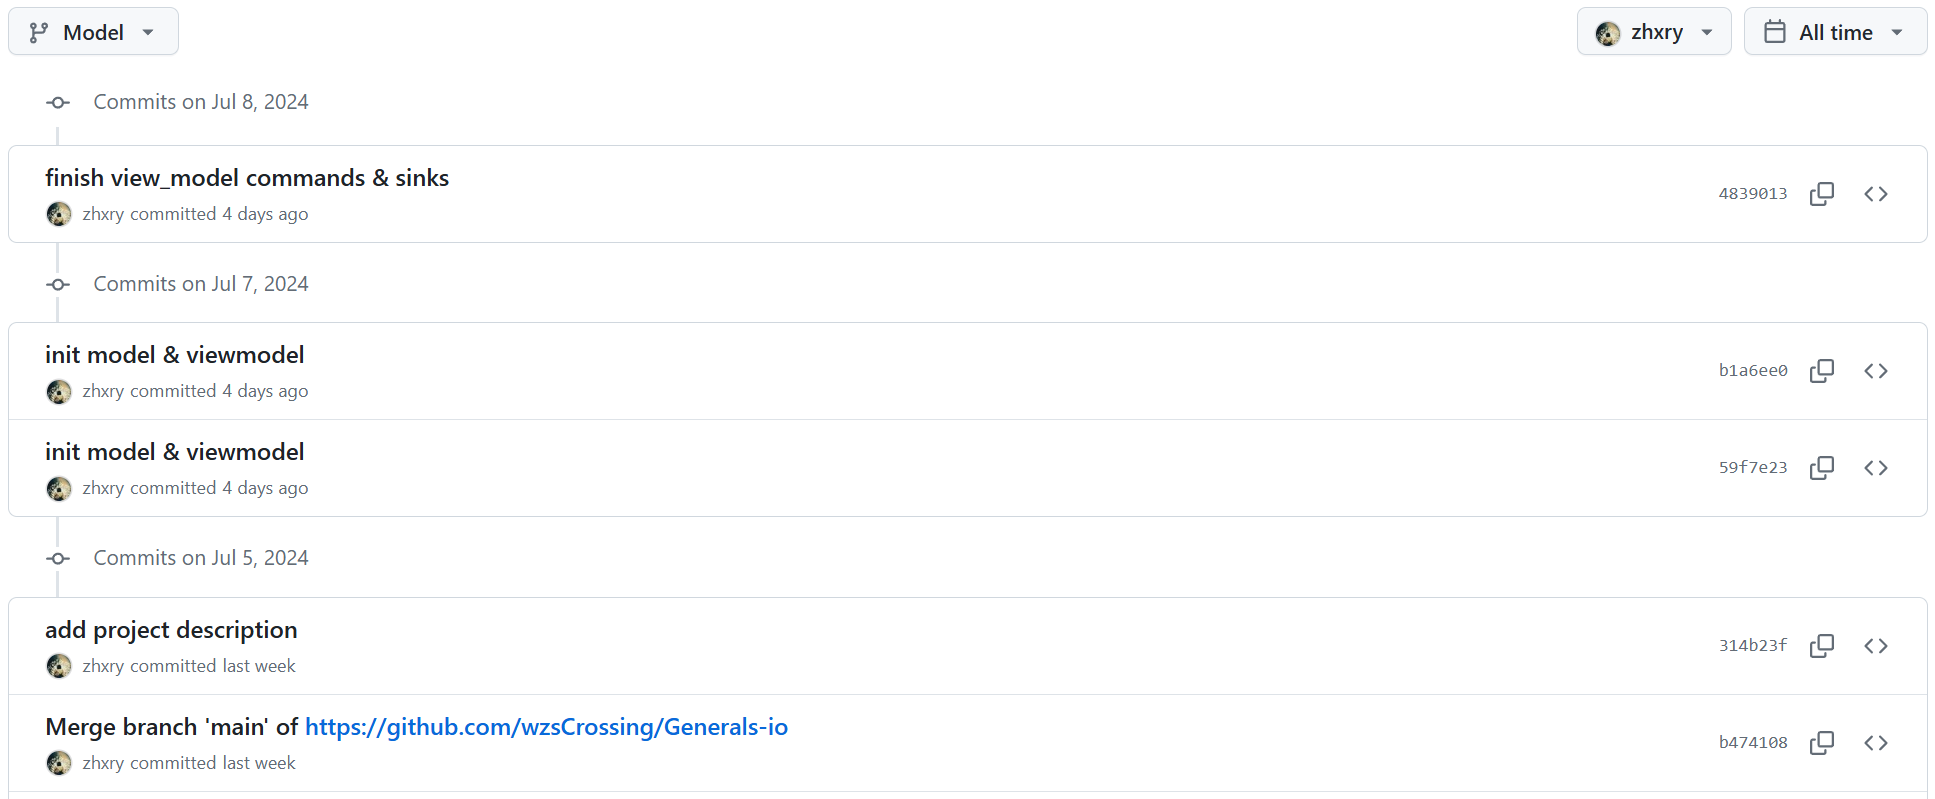 Model
zhxry
All time
Commits on Jul 8, 2024
finish view_model commands & sinks
zhxry committed 4 days ago
4839013
Commits on Jul 7, 2024
init model & viewmodel
zhxry committed 4 days ago
b1a6ee0
init model & viewmodel
zhxry committed 4 days ago
59f7e23
Commits on Jul 5, 2024
add project description
zhxry committed last week
314b23f
Merge branch 'main' of https://github.com/wzsCrossing/Generals-io
zhxry committed last week
b474108